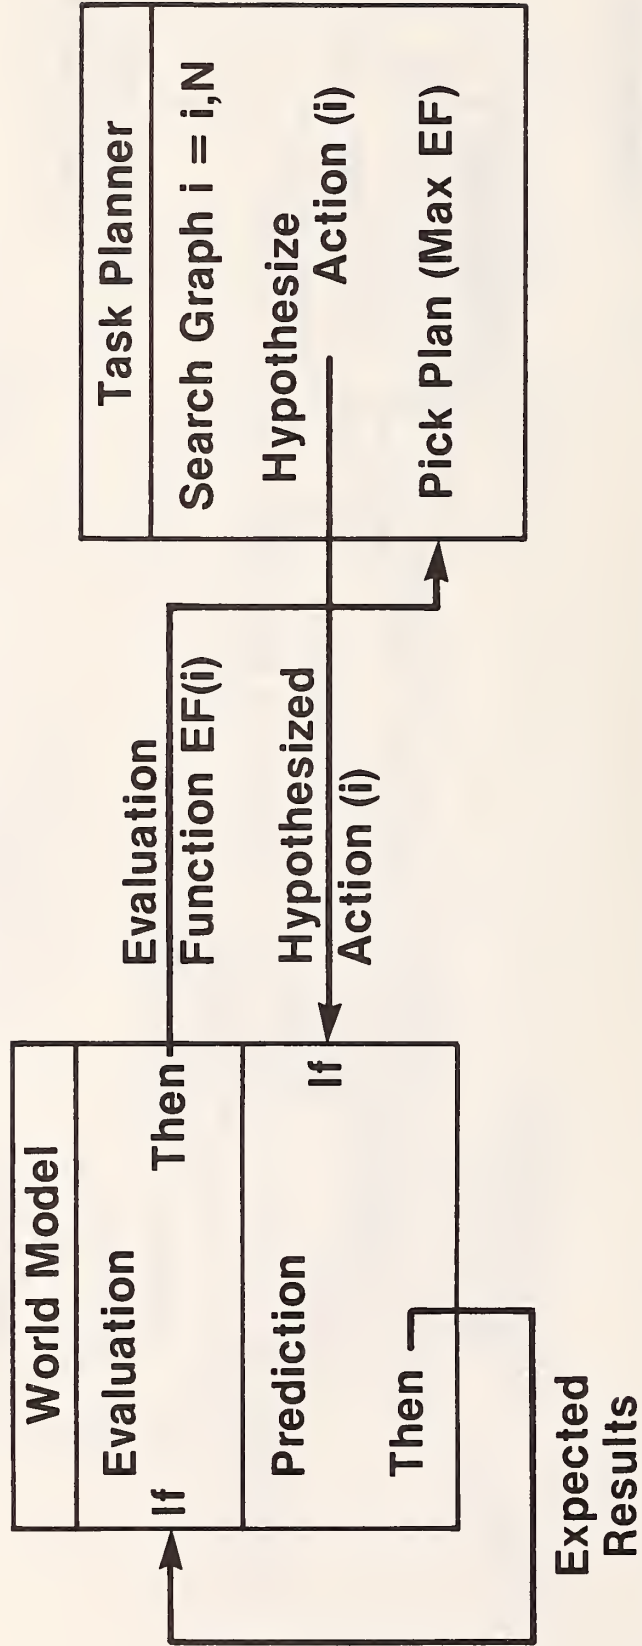 World Model
Evaluation
If
Then
Prediction
If
Then
Expected
Results
Evaluation
Function EF(i)
Hypothesized
Action (i)
Task Planner
Search Graph i = i,N
Hypothesize
Action (i)
Pick Plan (Max EF)